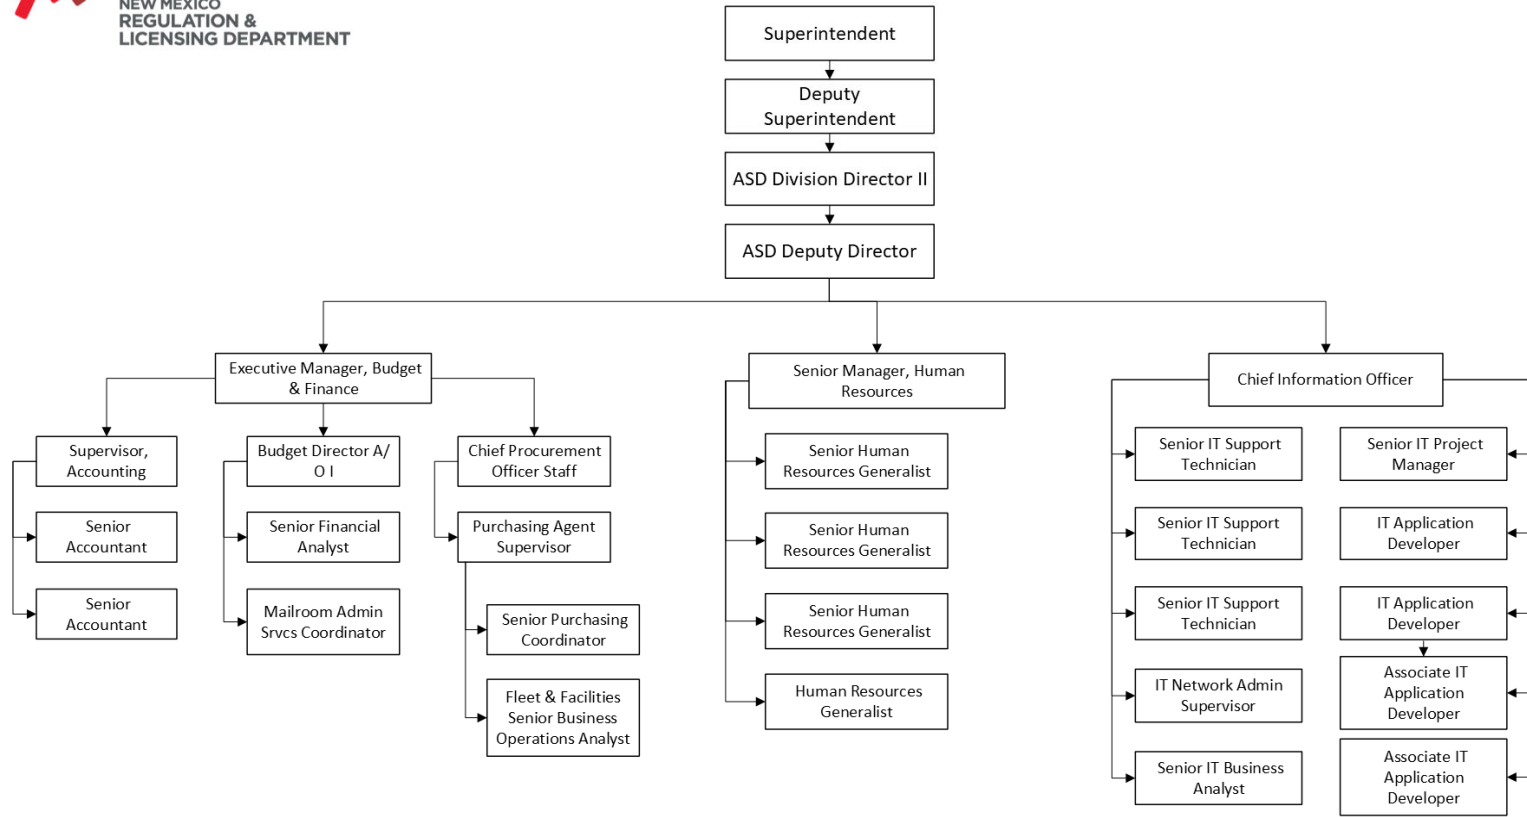 NEW MEXICO
REGULATION &
LICENSING DEPARTMENT
Superintendent
Deputy
Superintendent
ASD Division Director II
ASD Deputy Director
Executive Manager, Budget
& Finance
Senior Manager, Human
Resources
Chief Information Officer
Supervisor,
Accounting
Senior
Accountant
Senior
Accountant
Budget Director A/
O I
Senior Financial
Analyst
Mailroom Admin
Srvcs Coordinator
Chief Procurement
Officer Staff
Purchasing Agent
Supervisor
Senior Purchasing
Coordinator
Fleet & Facilities
Senior Business
Operations Analyst
Senior Human
Resources Generalist
Senior Human
Resources Generalist
Senior Human
Resources Generalist
Human Resources
Generalist
Senior IT Support
Technician
Senior IT Support
Technician
Senior IT Support
Technician
IT Network Admin
Supervisor
Senior IT Business
Analyst
Senior IT Project
Manager
IT Application
Developer
IT Application
Developer
Associate IT
Application
Developer
Associate IT
Application
Developer